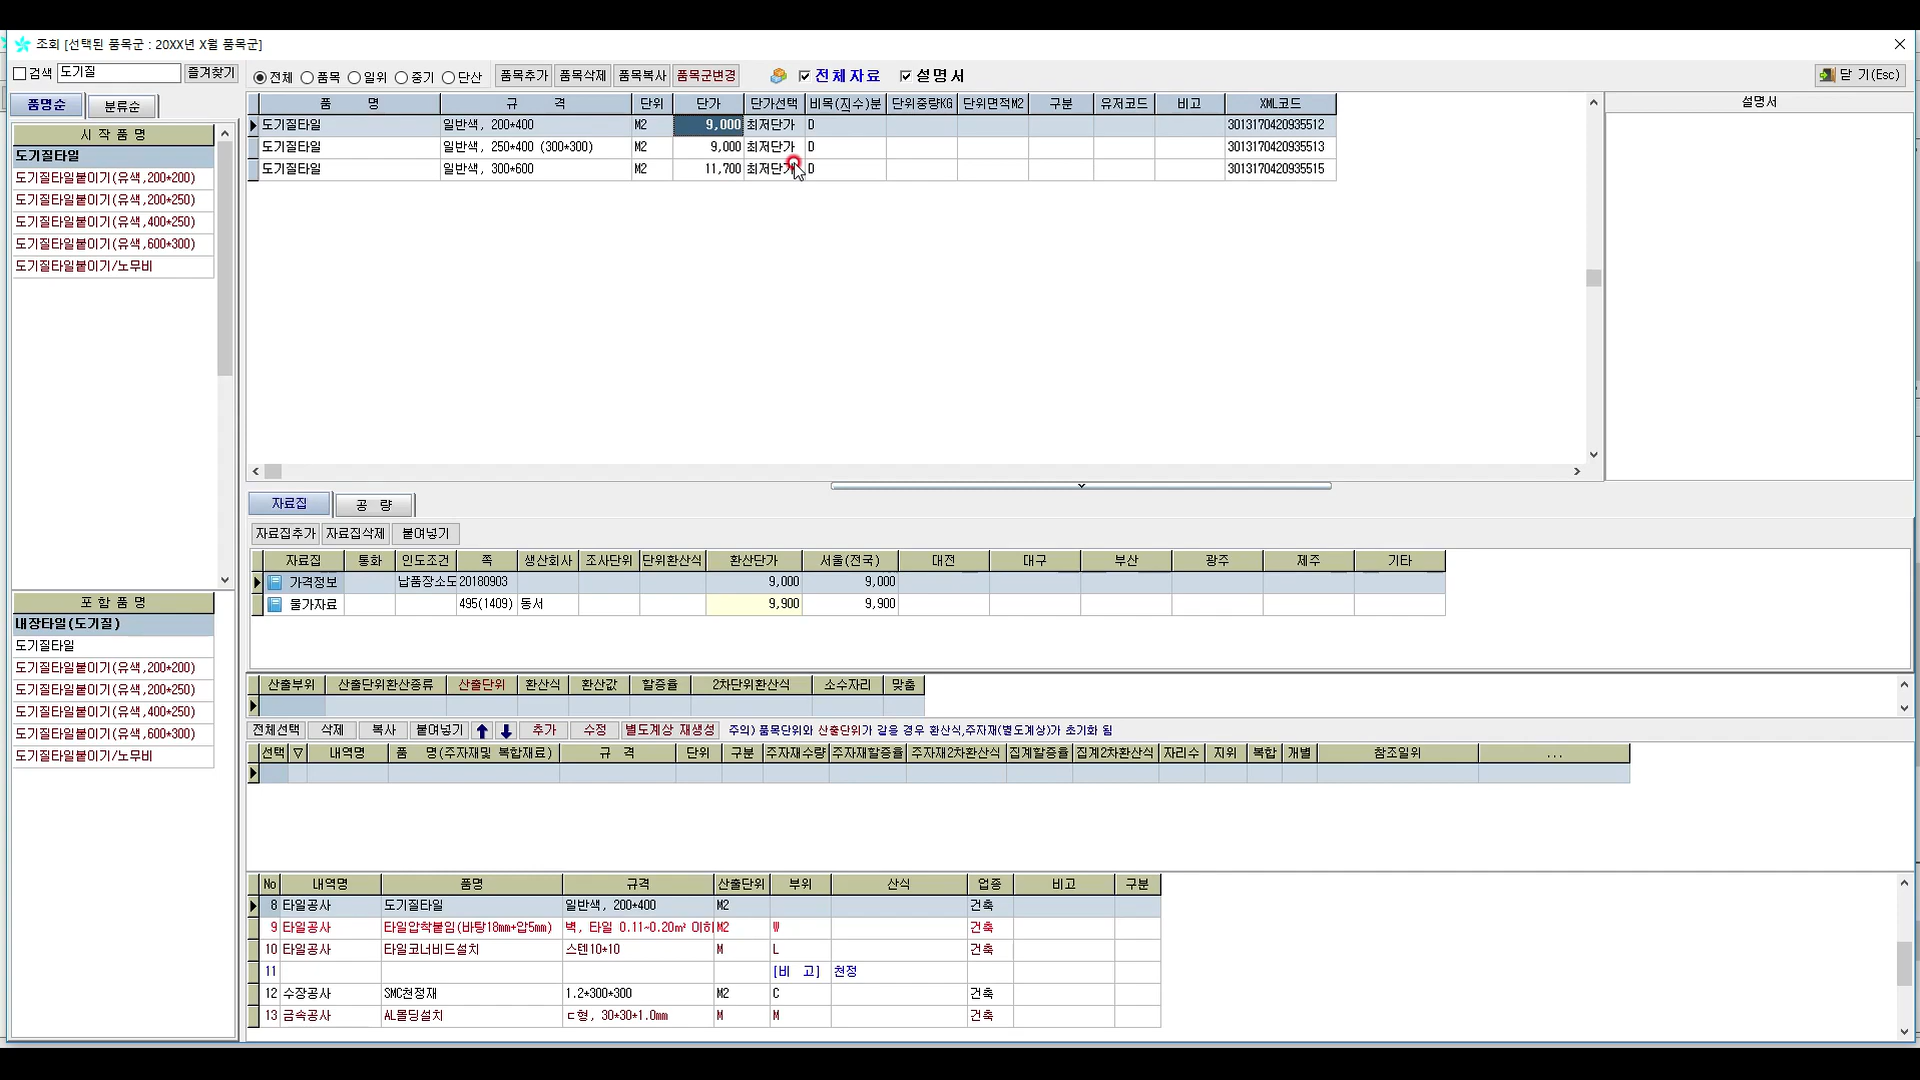 조회 [선택된 품목군 : 20XX년 X월 품목군]
검색 도기질 즐겨찾기 전체 품목 일위 중기 단산 품목추가 품목삭제 품목복사 품목군변경 전체자료 설명서 닫 기(Esc)
품명순 분류순
시 작 품 명
도기질타일
도기질타일붙이기(유색,200*200)
도기질타일붙이기(유색,200*250)
도기질타일붙이기(유색,400*250)
도기질타일붙이기(유색,600*300)
도기질타일붙이기/노무비
포 함 품 명
내장타일(도기질)
도기질타일
도기질타일붙이기(유색,200*200)
도기질타일붙이기(유색,200*250)
도기질타일붙이기(유색,400*250)
도기질타일붙이기(유색,600*300)
도기질타일붙이기/노무비
품 명 규 격 단위 단가 단가선택 비목(지수)분 단위중량KG 단위면적M2 구분 유저코드 비고 XML코드
도기질타일 일반색, 200*400 M2 9,000 최저단가 D 3013170420935512
도기질타일 일반색, 250*400 (300*300) M2 9,000 최저단가 D 3013170420935513
도기질타일 일반색, 300*600 M2 11,700 최저단가 D 3013170420935515
설명서
자료집 공 량
자료집추가 자료집삭제 붙여넣기
자료집 통화 인도조건 쪽 생산회사 조사단위 단위환산식 환산단가 서울(전국) 대전 대구 부산 광주 제주 기타
가격정보 납품장소도 20180903 9,000 9,000
물가자료 495(1409) 동서 9,900 9,900
산출부위 산출단위환산종류 산출단위 환산식 환산값 할증율 2차단위환산식 소수자리 맞춤
전체선택 삭제 복사 붙여넣기 추가 수정 별도계상 재생성 주의) 품목단위와 산출단위가 같을 경우 환산식,주자재(별도계상)가 초기화 됨
선택 ▽ 내역명 품 명(주자재및 복합재료) 규 격 단위 구분 주자재수량 주자재할증율 주자재2차환산식 집계할증율 집계2차환산식 자리수 지위 복합 개별 참조일위 ...
No 내역명 품명 규격 산출단위 부위 산식 업종 비고 구분
8 타일공사 도기질타일 일반색, 200*400 M2 건축
9 타일공사 타일압착붙임(바탕18mm+압5mm) 벽, 타일 0.11~0.20㎡ 이하 M2 W 건축
10 타일공사 타일코너비드설치 스텐10*10 M L 건축
11 [비 고] 천정
12 수장공사 SMC천정재 1.2*300*300 M2 C 건축
13 금속공사 AL몰딩설치 ㄷ형, 30*30*1.0mm M M 건축